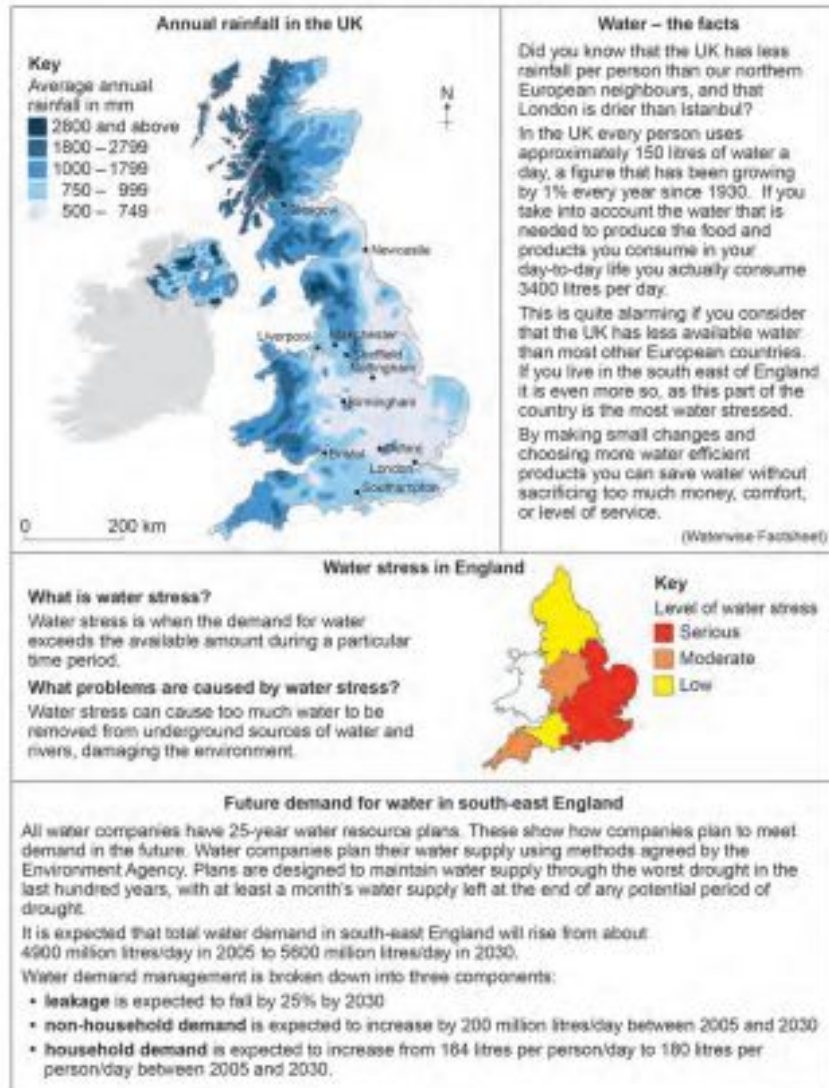 Annual rainfall in the UK
Key
Average annual
rainfall in mm
2800 and above
1800 – 2799
1000 – 1799
750 – 999
500 – 749
N
Glasgow
Newcastle
Liverpool
Manchester
Sheffield
Nottingham
Birmingham
Bristol
Oxford
London
Southampton
0 200 km
Water – the facts
Did you know that the UK has less
rainfall per person than our northern
European neighbours, and that
London is drier than Istanbul?
In the UK every person uses
approximately 150 litres of water a
day, a figure that has been growing
by 1% every year since 1930. If you
take into account the water that is
needed to produce the food and
products you consume in your
day-to-day life you actually consume
3400 litres per day.
This is quite alarming if you consider
that the UK has less available water
than most other European countries.
If you live in the south east of England
it is even more so, as this part of the
country is the most water stressed.
By making small changes and
choosing more water efficient
products you can save water without
sacrificing too much money, comfort,
or level of service.
(Waterwise Factsheet)
Water stress in England
What is water stress?
Water stress is when the demand for water
exceeds the available amount during a particular
time period.
What problems are caused by water stress?
Water stress can cause too much water to be
removed from underground sources of water and
rivers, damaging the environment.
Key
Level of water stress
Serious
Moderate
Low
Future demand for water in south-east England
All water companies have 25-year water resource plans. These show how companies plan to meet
demand in the future. Water companies plan their water supply using methods agreed by the
Environment Agency. Plans are designed to maintain water supply through the worst drought in the
last hundred years, with at least a month's water supply left at the end of any potential period of
drought.
It is expected that total water demand in south-east England will rise from about
4900 million litres/day in 2005 to 5600 million litres/day in 2030.
Water demand management is broken down into three components:
• leakage is expected to fall by 25% by 2030
• non-household demand is expected to increase by 200 million litres/day between 2005 and 2030
• household demand is expected to increase from 164 litres per person/day to 180 litres per
person/day between 2005 and 2030.